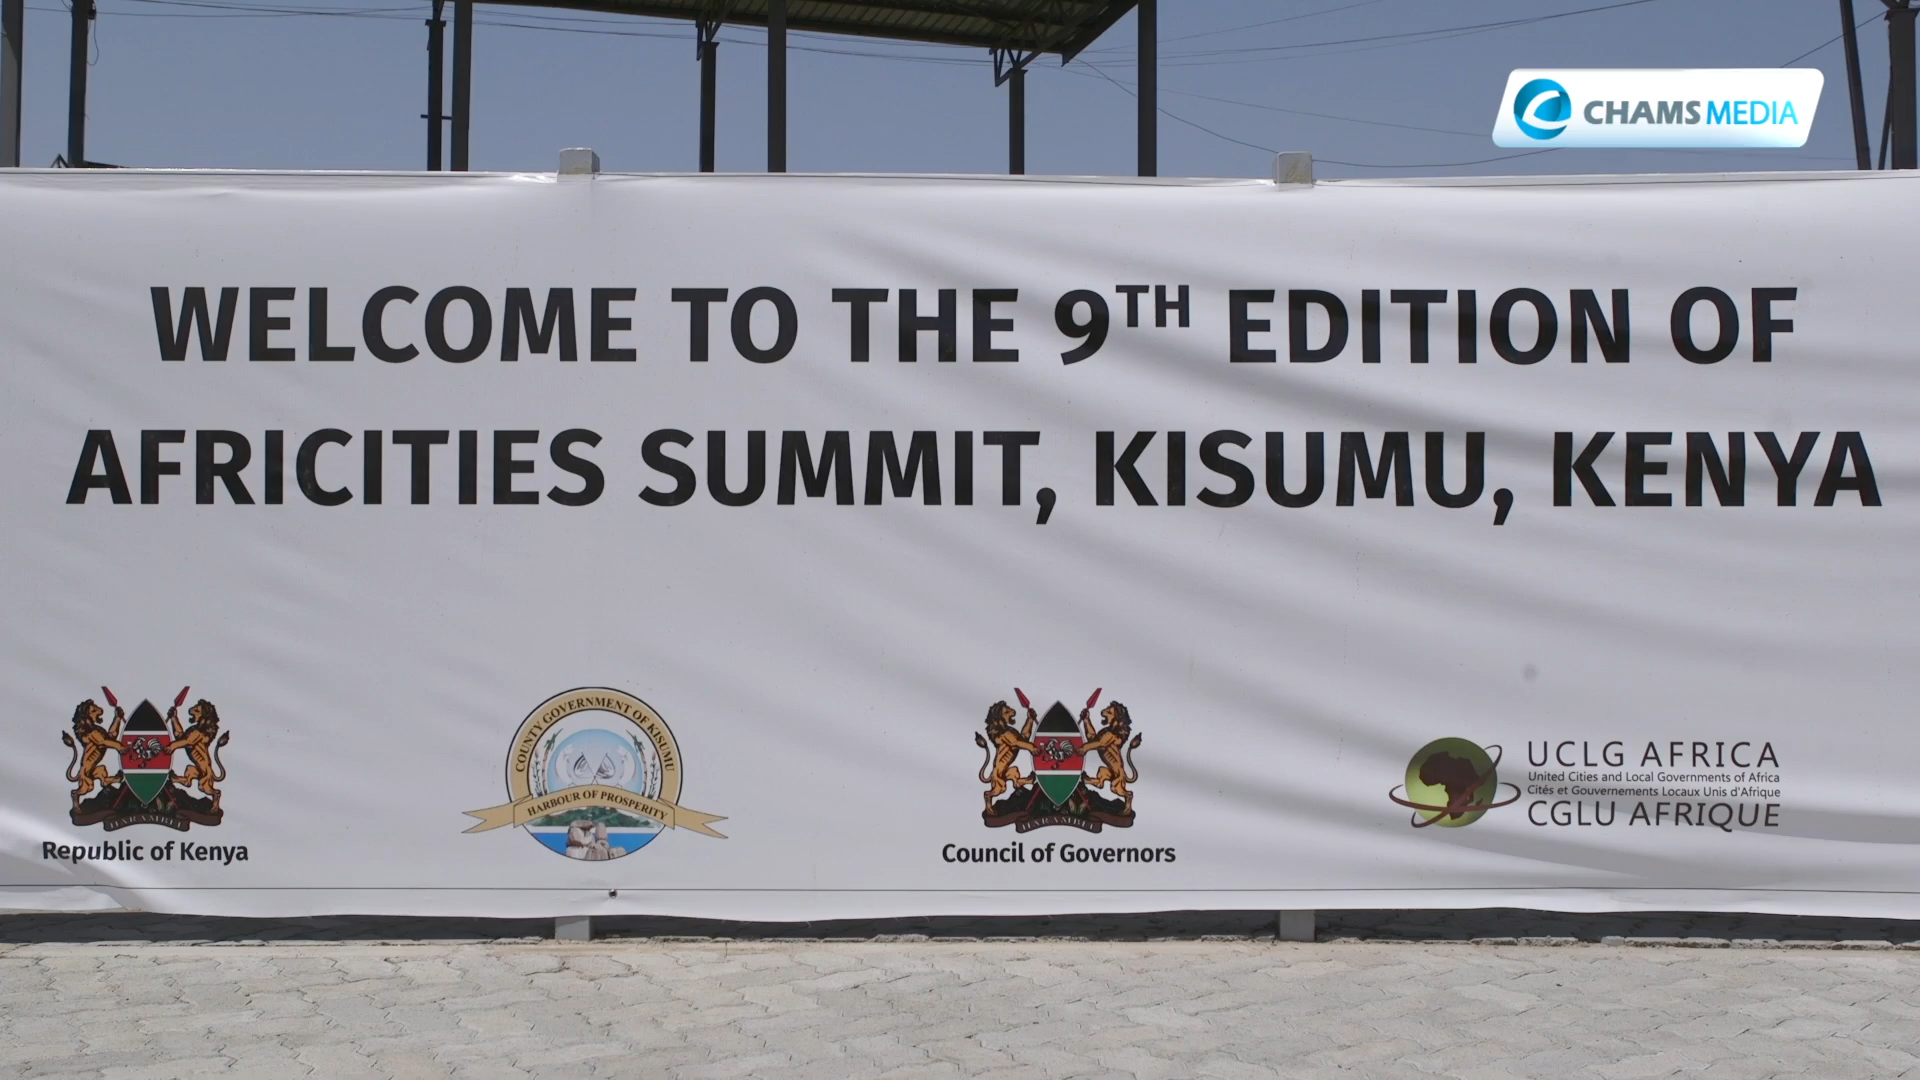 CHAMS MEDIA
WELCOME TO THE 9TH EDITION OF
AFRICITIES SUMMIT, KISUMU, KENYA
HARAMBEE
Republic of Kenya
COUNTY GOVERNMENT OF KISUMU
HARBOUR OF PROSPERITY
HARAMBEE
Council of Governors
UCLG AFRICA
United Cities and Local Governments of Africa
Cités et Gouvernements Locaux Unis d'Afrique
CGLU AFRIQUE